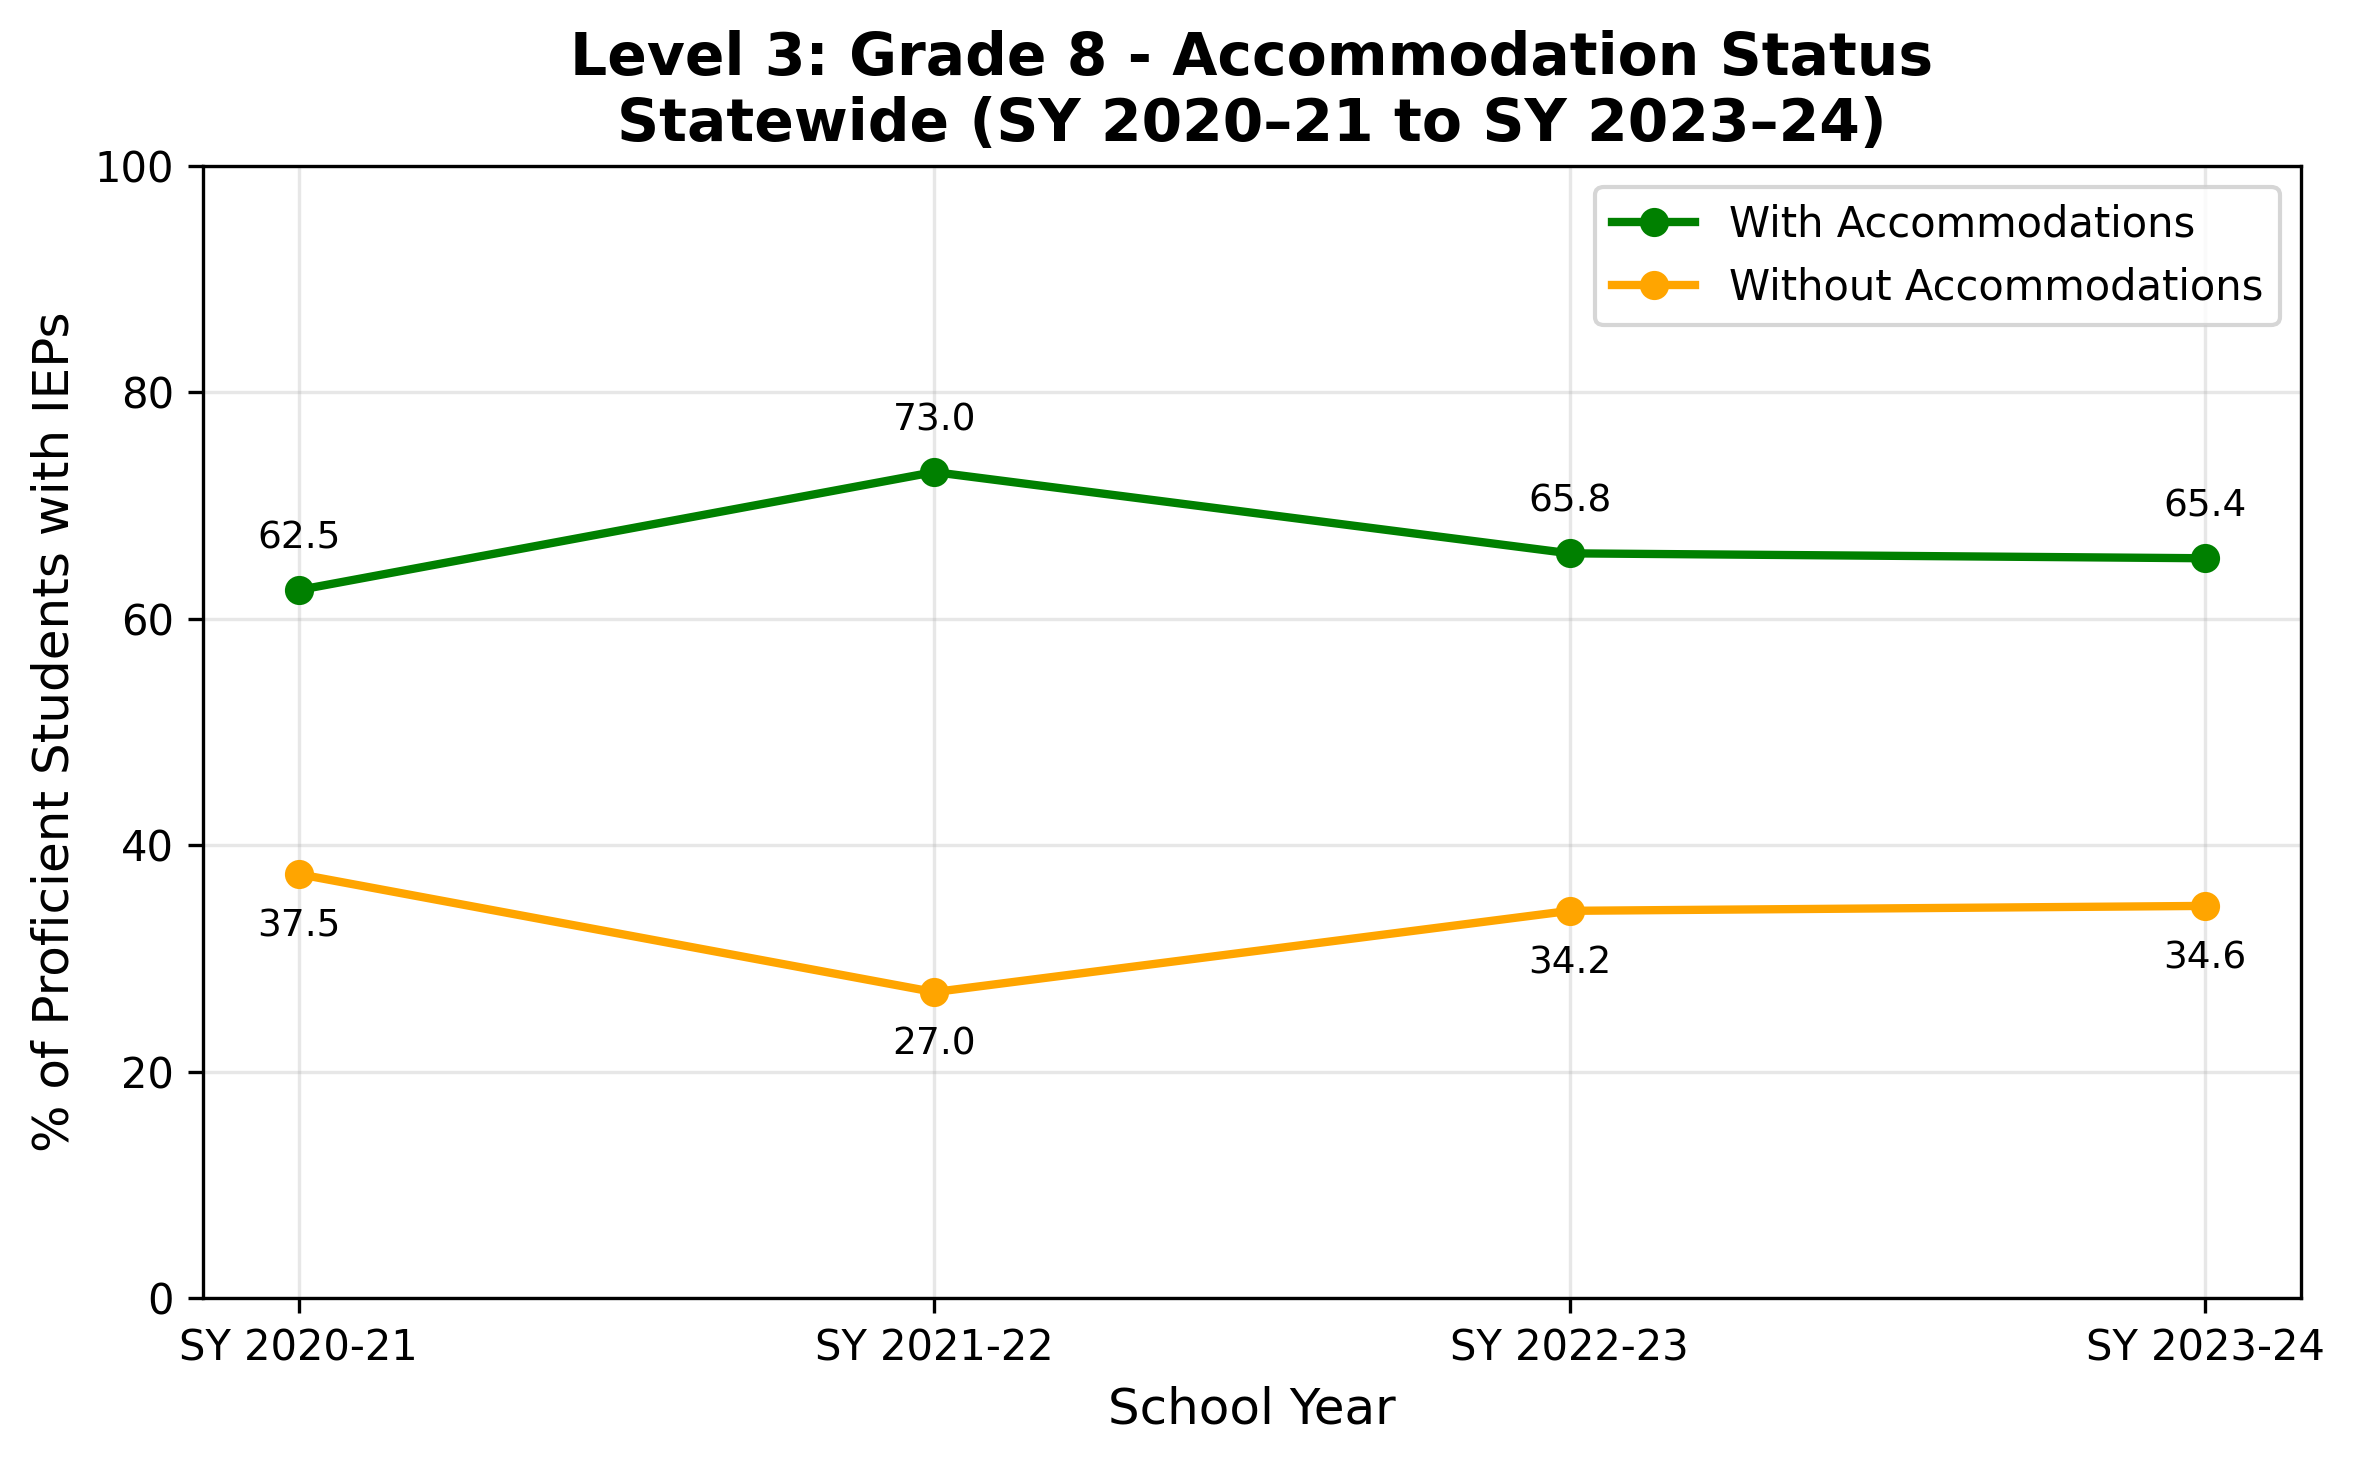 Level 3: Grade 8 - Accommodation Status
Statewide (SY 2020–21 to SY 2023–24)
% of Proficient Students with IEPs
100
80
60
40
20
0
With Accommodations
Without Accommodations
62.5
73.0
65.8
65.4
37.5
27.0
34.2
34.6
SY 2020-21
SY 2021-22
SY 2022-23
SY 2023-24
School Year